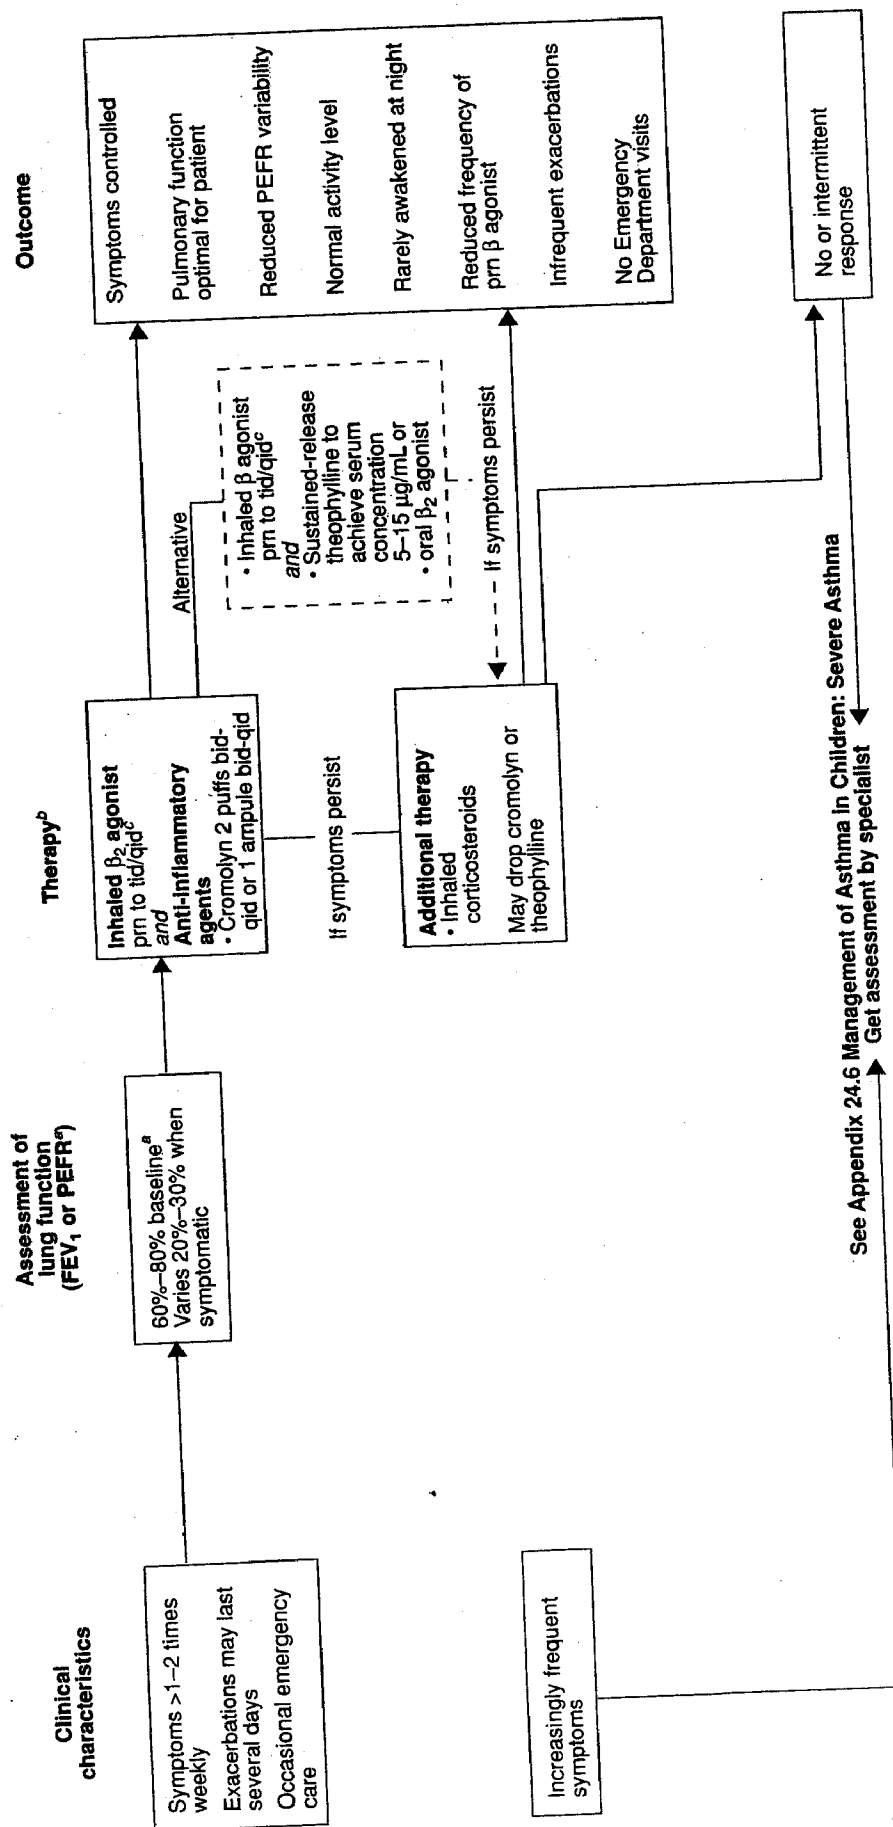 Clinical
characteristics
Assessment of
lung function
(FEV₁ or PEFRᵃ)
Therapyᵇ
Outcome
Symptoms >1–2 times
weekly
Exacerbations may last
several days
Occasional emergency
care
60%–80% baselineᵃ
Varies 20%–30% when
symptomatic
Inhaled β₂ agonist
prn to tid/qidᶜ
and
Anti-inflammatory
agents
• Cromolyn 2 puffs bid-
qid or 1 ampule bid-qid
Alternative
• Inhaled β agonist
prn to tid/qidᶜ
and
• Sustained-release
theophylline to
achieve serum
concentration
5–15 μg/mL or
• oral β₂ agonist
If symptoms persist
If symptoms persist
Additional therapy
• Inhaled
corticosteroids
May drop cromolyn or
theophylline
Symptoms controlled
Pulmonary function
optimal for patient
Reduced PEFR variability
Normal activity level
Rarely awakened at night
Reduced frequency of
prn β agonist
Infrequent exacerbations
No Emergency
Department visits
Increasingly frequent
symptoms
No or intermittent
response
See Appendix 24.6 Management of Asthma in Children: Severe Asthma
Get assessment by specialist